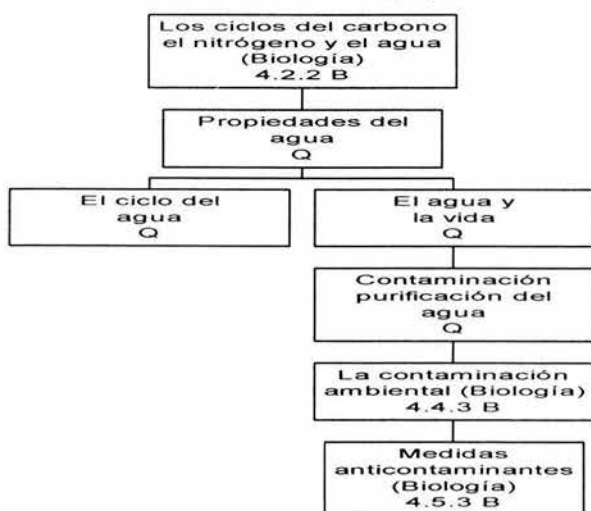 Los ciclos del carbono
el nitrógeno y el agua
(Biología)
4.2.2 B
Propiedades del
agua
Q
El ciclo del
agua
Q
El agua y
la vida
Q
Contaminación
purificación del
agua
Q
La contaminación
ambiental (Biología)
4.4.3 B
Medidas
anticontaminantes
(Biología)
4.5.3 B